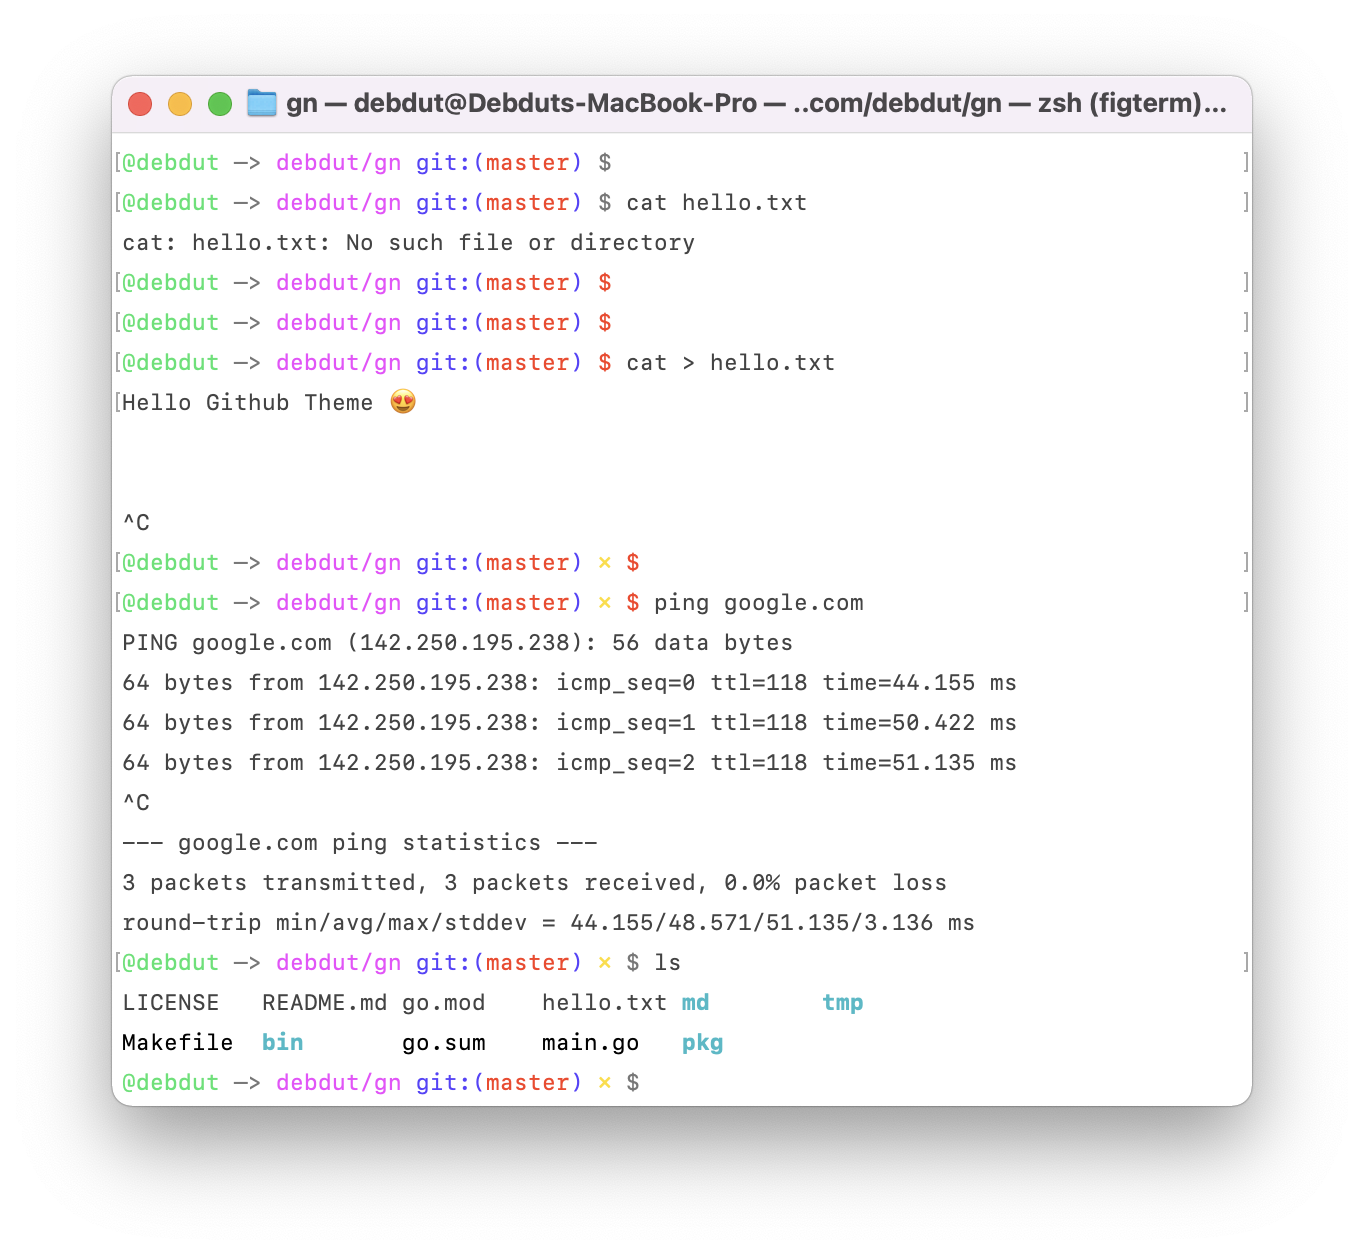 gn — debdut@Debduts-MacBook-Pro — ..com/debdut/gn — zsh (figterm)...
[@debdut —> debdut/gn git:(master) $ ]
[@debdut —> debdut/gn git:(master) $ cat hello.txt ]
cat: hello.txt: No such file or directory
[@debdut —> debdut/gn git:(master) $ ]
[@debdut —> debdut/gn git:(master) $ ]
[@debdut —> debdut/gn git:(master) $ cat > hello.txt ]
[Hello Github Theme 😍 ]
^C
[@debdut —> debdut/gn git:(master) × $ ]
[@debdut —> debdut/gn git:(master) × $ ping google.com ]
PING google.com (142.250.195.238): 56 data bytes
64 bytes from 142.250.195.238: icmp_seq=0 ttl=118 time=44.155 ms
64 bytes from 142.250.195.238: icmp_seq=1 ttl=118 time=50.422 ms
64 bytes from 142.250.195.238: icmp_seq=2 ttl=118 time=51.135 ms
^C
--- google.com ping statistics ---
3 packets transmitted, 3 packets received, 0.0% packet loss
round-trip min/avg/max/stddev = 44.155/48.571/51.135/3.136 ms
[@debdut —> debdut/gn git:(master) × $ ls ]
LICENSE README.md go.mod hello.txt md tmp
Makefile bin go.sum main.go pkg
@debdut —> debdut/gn git:(master) × $